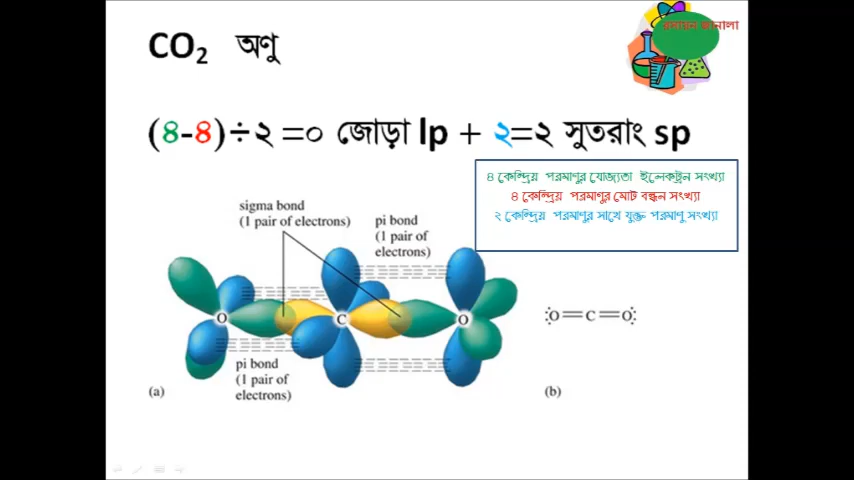 CO₂ অণু
রসায়ন জানালা
(৪-৪)÷২ =০ জোড়া lp + ২=২ সুতরাং sp
৪ কেন্দ্রিয় পরমাণুর যোজ্যতা ইলেকট্রন সংখ্যা
৪ কেন্দ্রিয় পরমাণুর মোট বন্ধন সংখ্যা
২ কেন্দ্রিয় পরমাণুর সাথে যুক্ত পরমাণু সংখ্যা
sigma bond
(1 pair of electrons)
pi bond
(1 pair of
electrons)
O C O
:O=C=O:
pi bond
(1 pair of
electrons)
(a) (b)